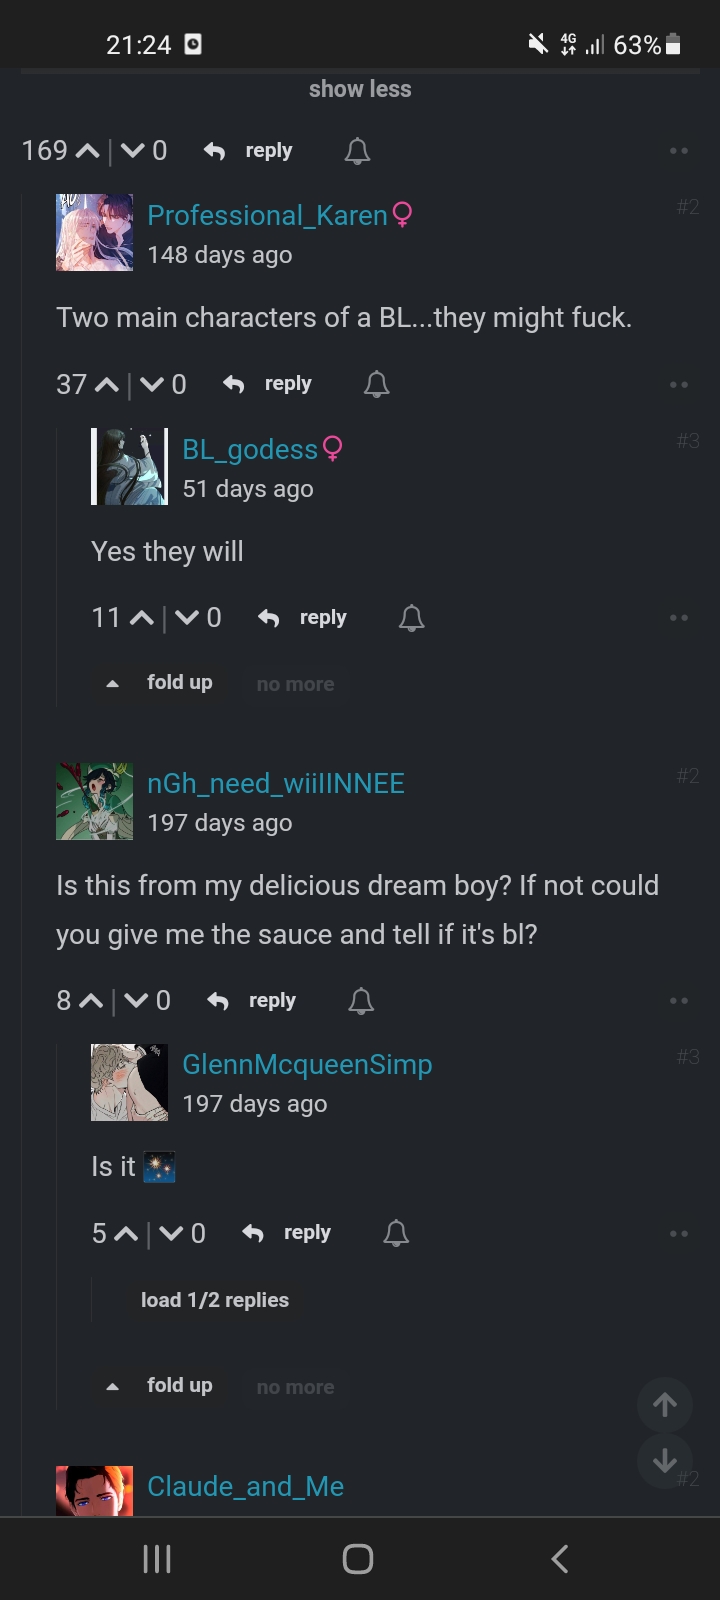 21:24
4G
63%
show less
169 | 0 reply
Professional_Karen
#2
148 days ago
Two main characters of a BL...they might fuck.
37 | 0 reply
BL_godess
#3
51 days ago
Yes they will
11 | 0 reply
fold up no more
nGh_need_wiiIINNEE
#2
197 days ago
Is this from my delicious dream boy? If not could
you give me the sauce and tell if it's bl?
8 | 0 reply
GlennMcqueenSimp
#3
197 days ago
Is it 🎆
5 | 0 reply
load 1/2 replies
fold up no more
Claude_and_Me
#2